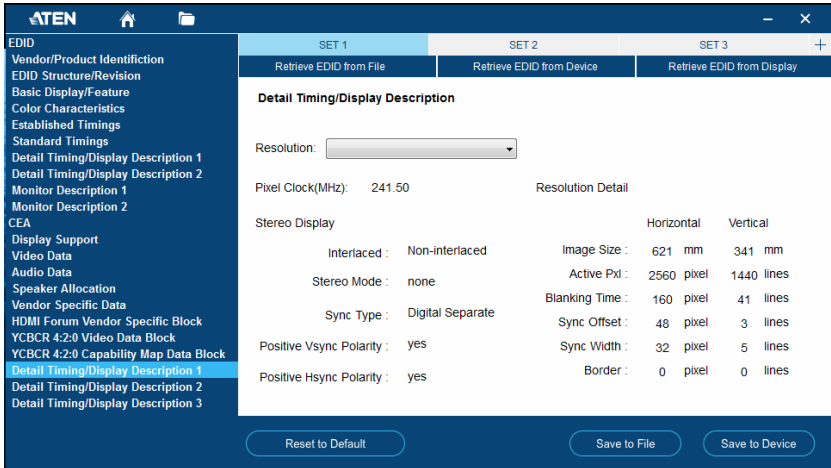 ATEN
EDID
Vendor/Product Identifiction
EDID Structure/Revision
Basic Display/Feature
Color Characteristics
Established Timings
Standard Timings
Detail Timing/Display Description 1
Detail Timing/Display Description 2
Monitor Description 1
Monitor Description 2
CEA
Display Support
Video Data
Audio Data
Speaker Allocation
Vendor Specific Data
HDMI Forum Vendor Specific Block
YCBCR 4:2:0 Video Data Block
YCBCR 4:2:0 Capability Map Data Block
Detail Timing/Display Description 1
Detail Timing/Display Description 2
Detail Timing/Display Description 3
SET 1 SET 2 SET 3 +
Retrieve EDID from File Retrieve EDID from Device Retrieve EDID from Display
Detail Timing/Display Description
Resolution:
Pixel Clock(MHz): 241.50 Resolution Detail
Stereo Display Horizontal Vertical
Interlaced : Non-interlaced Image Size : 621 mm 341 mm
Stereo Mode : none Active Pxl : 2560 pixel 1440 lines
Blanking Time : 160 pixel 41 lines
Sync Type : Digital Separate Sync Offset : 48 pixel 3 lines
Positive Vsync Polarity : yes Sync Width : 32 pixel 5 lines
Positive Hsync Polarity : yes Border : 0 pixel 0 lines
Reset to Default Save to File Save to Device